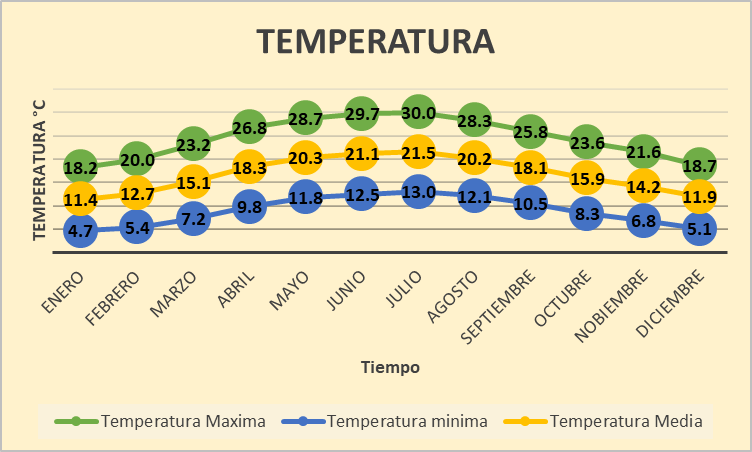 TEMPERATURA
TEMPERATURA °C
18.2 20.0 23.2 26.8 28.7 29.7 30.0 28.3 25.8 23.6 21.6 18.7
11.4 12.7 15.1 18.3 20.3 21.1 21.5 20.2 18.1 15.9 14.2 11.9
4.7 5.4 7.2 9.8 11.8 12.5 13.0 12.1 10.5 8.3 6.8 5.1
ENERO FEBRERO MARZO ABRIL MAYO JUNIO JULIO AGOSTO SEPTIEMBRE OCTUBRE NOBIEMBRE DICIEMBRE
Tiempo
Temperatura Maxima Temperatura minima Temperatura Media